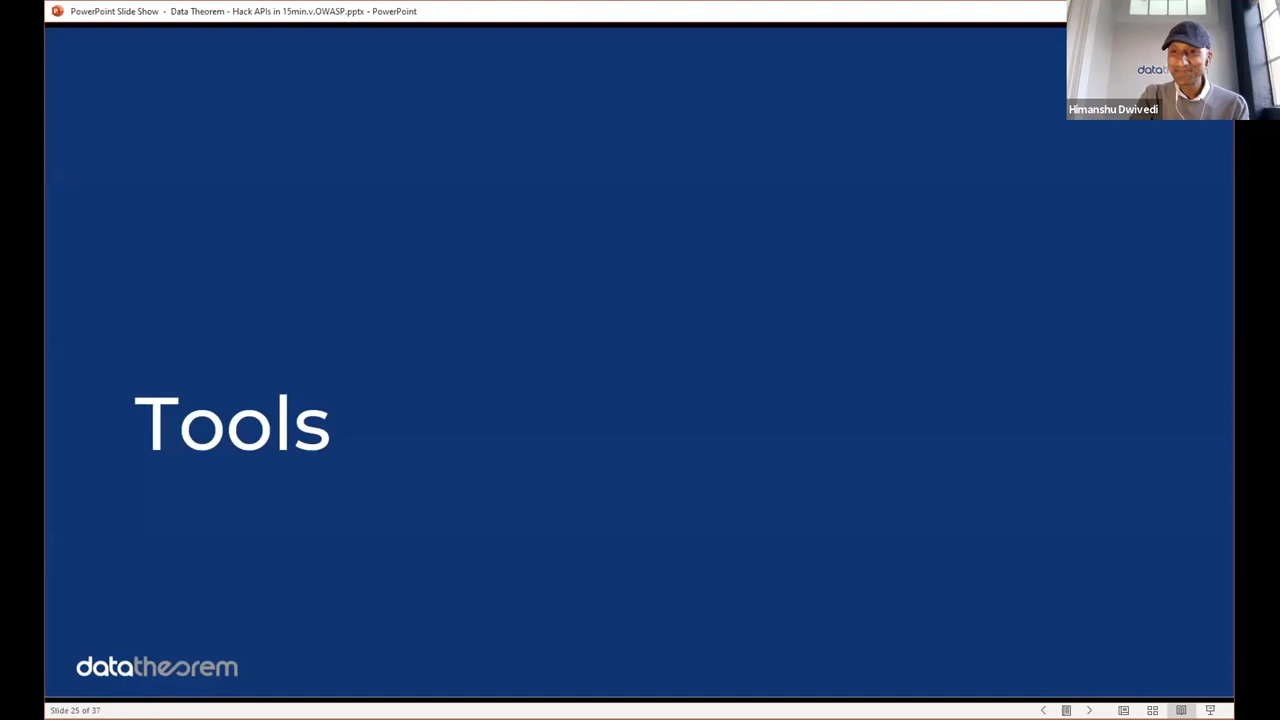 PowerPoint Slide Show - Data Theorem - Hack APIs in 15min.v.OWASP.pptx - PowerPoint
Himanshu Dwivedi
Tools
datatheorem
Slide 25 of 37